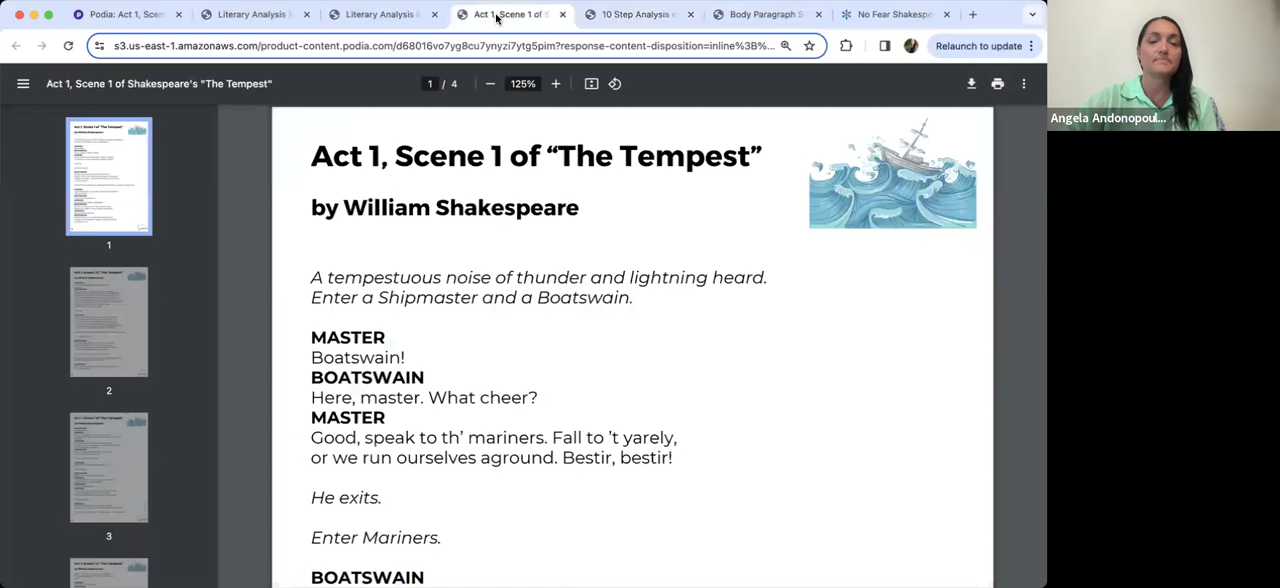 Podia: Act 1, Scen
Literary Analysis
Literary Analysis
Act 1, Scene 1 of S
10 Step Analysis
Body Paragraph S
No Fear Shakespe
s3.us-east-1.amazonaws.com/product-content.podia.com/d68016vo7yg8cu7ynyzi7ytg5pim?response-content-disposition=inline%3B%...
Relaunch to update
Act 1, Scene 1 of Shakespeare's "The Tempest"
1 / 4
125%
Angela Andonopoul...
Act 1, Scene 1 of “The Tempest”
by William Shakespeare
A tempestuous noise of thunder and lightning heard.
Enter a Shipmaster and a Boatswain.
MASTER
Boatswain!
BOATSWAIN
Here, master. What cheer?
MASTER
Good, speak to th’ mariners. Fall to ’t yarely,
or we run ourselves aground. Bestir, bestir!
He exits.
Enter Mariners.
BOATSWAIN
1
2
3